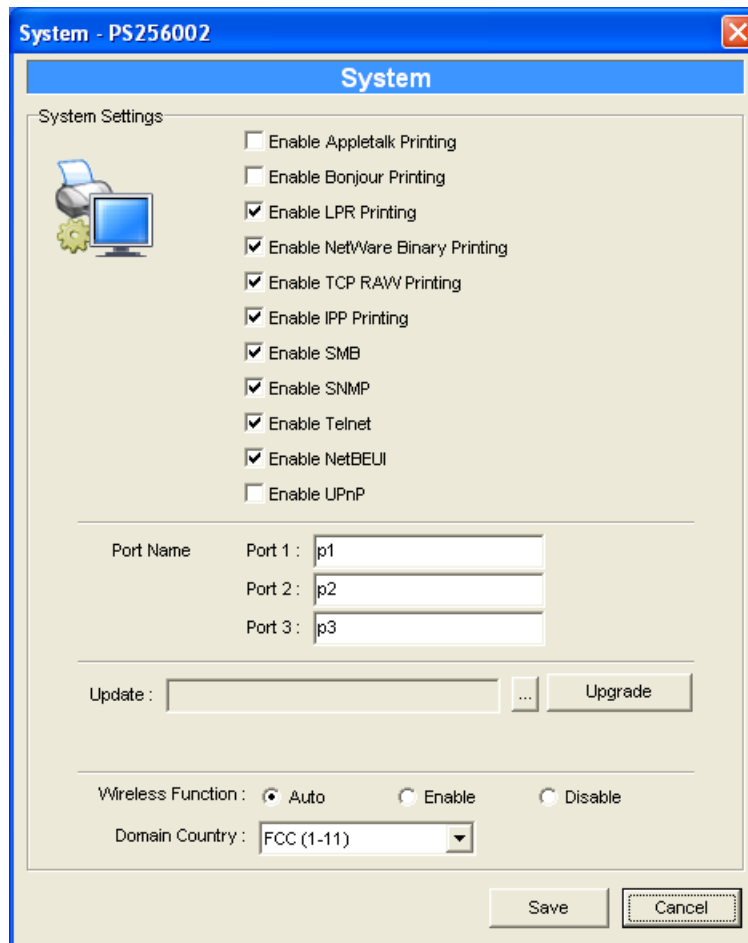 System - PS256002
System
System Settings
Enable Appletalk Printing
Enable Bonjour Printing
Enable LPR Printing
Enable NetWare Binary Printing
Enable TCP RAW Printing
Enable IPP Printing
Enable SMB
Enable SNMP
Enable Telnet
Enable NetBEUI
Enable UPnP
Port Name Port 1 : p1
Port 2 : p2
Port 3 : p3
Update : ... Upgrade
Wireless Function : Auto Enable Disable
Domain Country : FCC (1-11)
Save Cancel